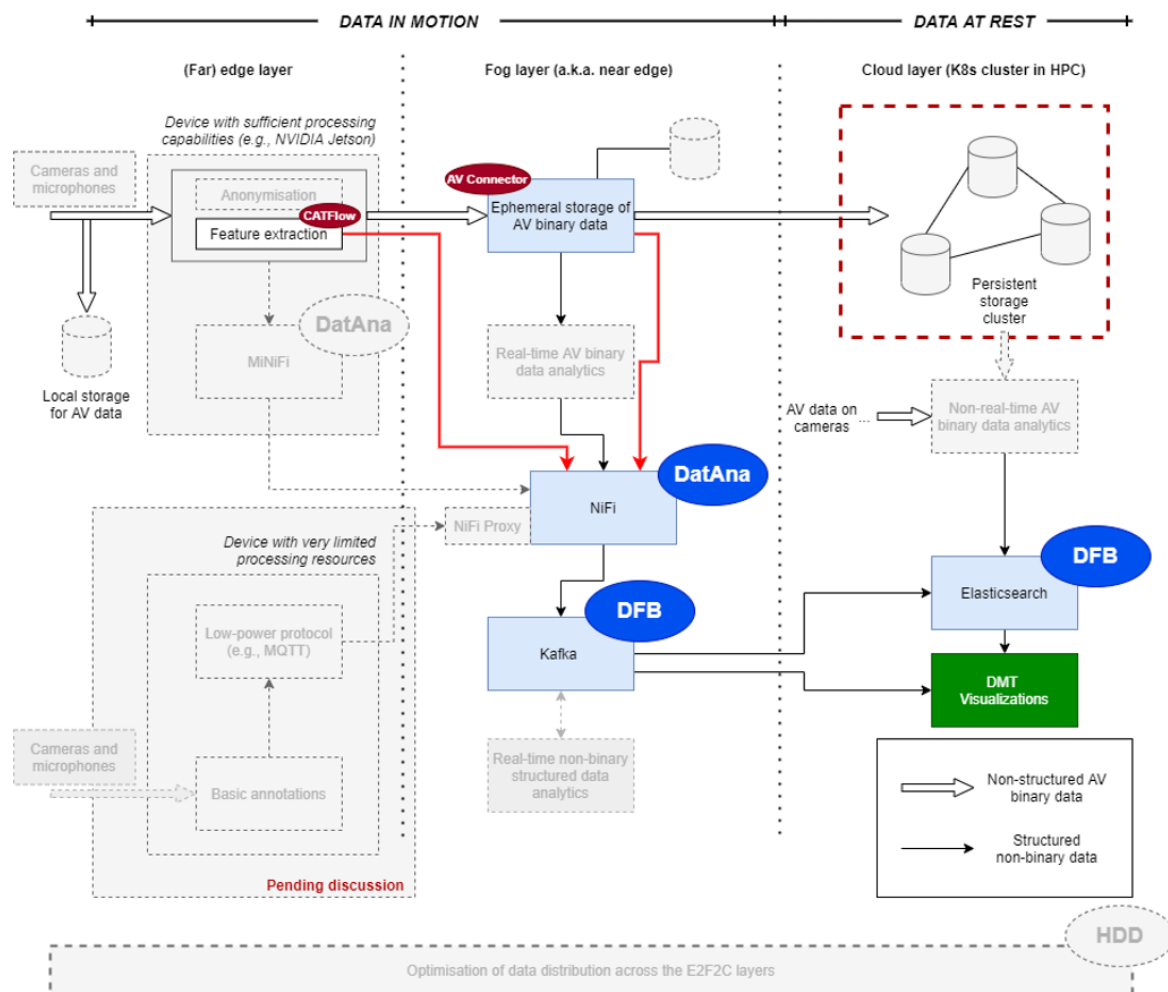 DATA IN MOTION
DATA AT REST
(Far) edge layer
Fog layer (a.k.a. near edge)
Cloud layer (K8s cluster in HPC)
Device with sufficient processing
capabilities (e.g., NVIDIA Jetson)
Cameras and
microphones
Anonymisation
CATFlow
Feature extraction
AV Connector
Ephemeral storage of
AV binary data
Persistent
storage
cluster
DatAna
MiNiFi
Local storage
for AV data
Real-time AV binary
data analytics
AV data on
cameras
...
Non-real-time AV
binary data analytics
DatAna
NiFi
NiFi Proxy
Device with very limited
processing resources
DFB
Kafka
DFB
Elasticsearch
Low-power protocol
(e.g., MQTT)
DMT
Visualizations
Cameras and
microphones
Basic annotations
Real-time non-binary
structured data
analytics
Non-structured AV
binary data
Structured
non-binary data
Pending discussion
HDD
Optimisation of data distribution across the E2F2C layers